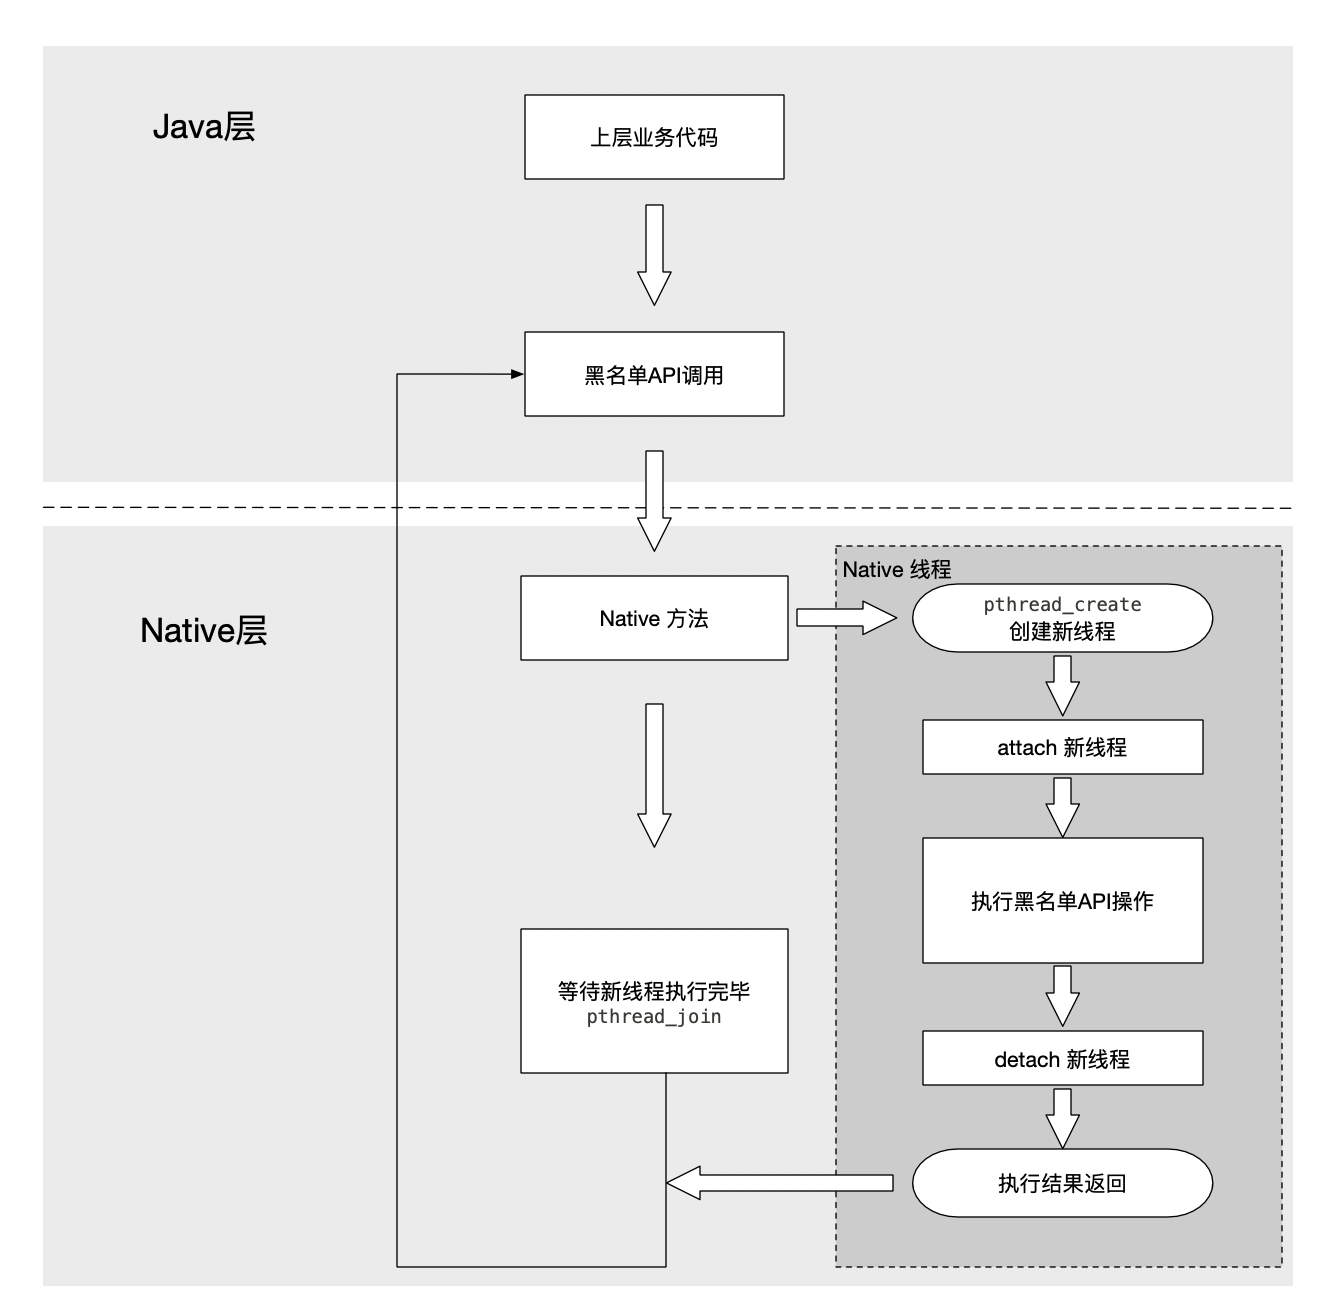 Java层
上层业务代码
黑名单API调用
Native层
Native 方法
等待新线程执行完毕
pthread_join
Native 线程
pthread_create
创建新线程
attach 新线程
执行黑名单API操作
detach 新线程
执行结果返回